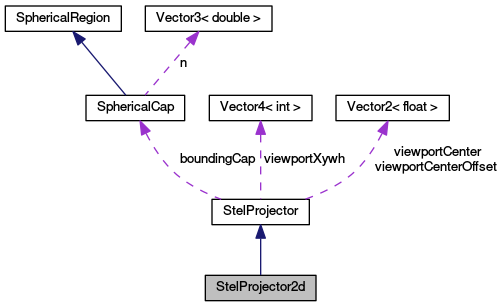 SphericalRegion
Vector3< double >
n
SphericalCap
Vector4< int >
Vector2< float >
boundingCap
viewportXywh
viewportCenter
viewportCenterOffset
StelProjector
StelProjector2d